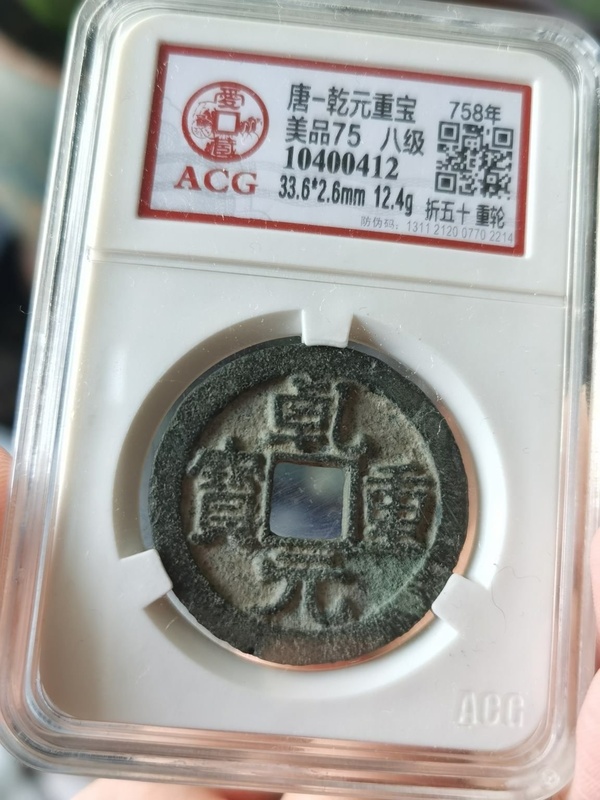 唐-乾元重宝 758年
美品75 八级
10400412
33.6*2.6mm 12.4g 折五十 重轮
防伪码：1311 2120 0770 2214
愛
ACG
乾
寶 重
元
ACG